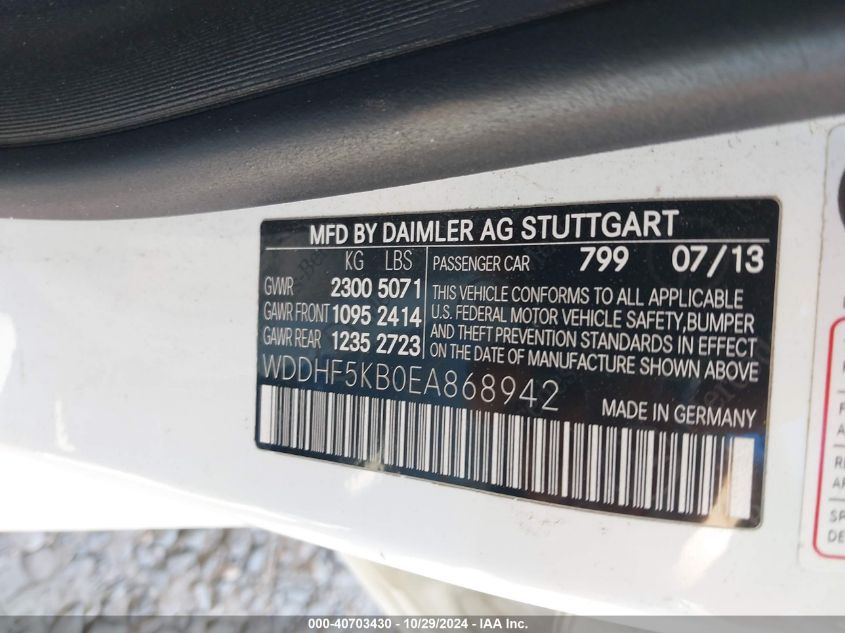 MFD BY DAIMLER AG STUTTGART
KG LBS
GVWR 2300 5071
GAWR FRONT 1095 2414
GAWR REAR 1235 2723
PASSENGER CAR 799 07/13
THIS VEHICLE CONFORMS TO ALL APPLICABLE
U.S. FEDERAL MOTOR VEHICLE SAFETY,BUMPER
AND THEFT PREVENTION STANDARDS IN EFFECT
ON THE DATE OF MANUFACTURE SHOWN ABOVE
WDDHF5KB0EA868942
MADE IN GERMANY
SP
DE
000-40703430 - 10/29/2024 - IAA Inc.